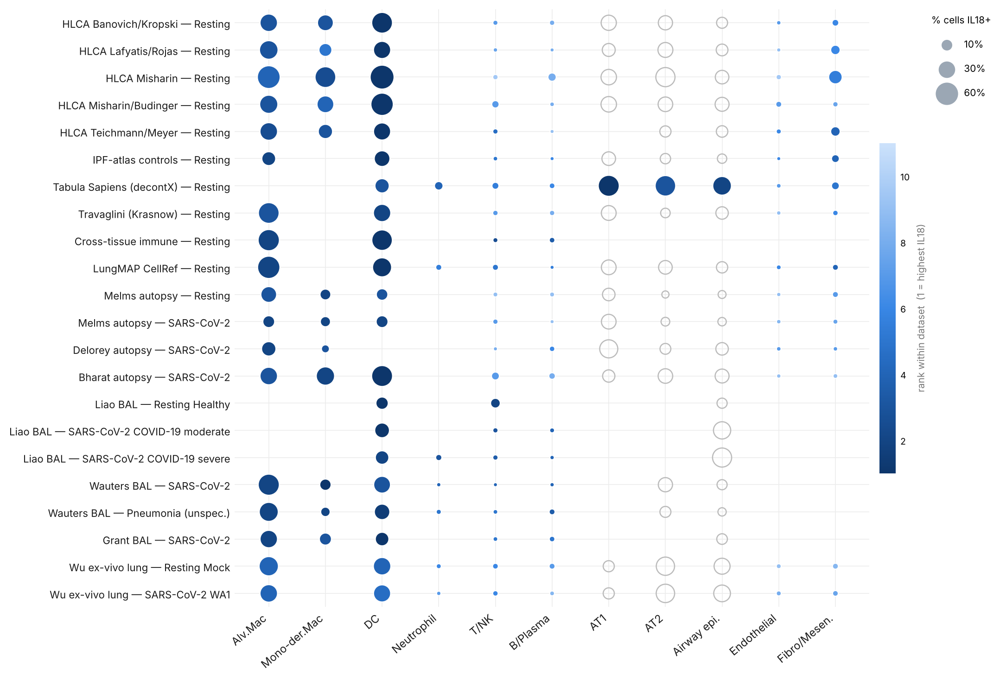 HLCA Banovich/Kropski — Resting
HLCA Lafyatis/Rojas — Resting
HLCA Misharin — Resting
HLCA Misharin/Budinger — Resting
HLCA Teichmann/Meyer — Resting
IPF-atlas controls — Resting
Tabula Sapiens (decontX) — Resting
Travaglini (Krasnow) — Resting
Cross-tissue immune — Resting
LungMAP CellRef — Resting
Melms autopsy — Resting
Melms autopsy — SARS-CoV-2
Delorey autopsy — SARS-CoV-2
Bharat autopsy — SARS-CoV-2
Liao BAL — Resting Healthy
Liao BAL — SARS-CoV-2 COVID-19 moderate
Liao BAL — SARS-CoV-2 COVID-19 severe
Wauters BAL — SARS-CoV-2
Wauters BAL — Pneumonia (unspec.)
Grant BAL — SARS-CoV-2
Wu ex-vivo lung — Resting Mock
Wu ex-vivo lung — SARS-CoV-2 WA1
Alv.Mac
Mono-der.Mac
DC
Neutrophil
T/NK
B/Plasma
AT1
AT2
Airway epi.
Endothelial
Fibro/Mesen.
% cells IL18+
10%
30%
60%
10
8
6
4
2
rank within dataset (1 = highest IL18)